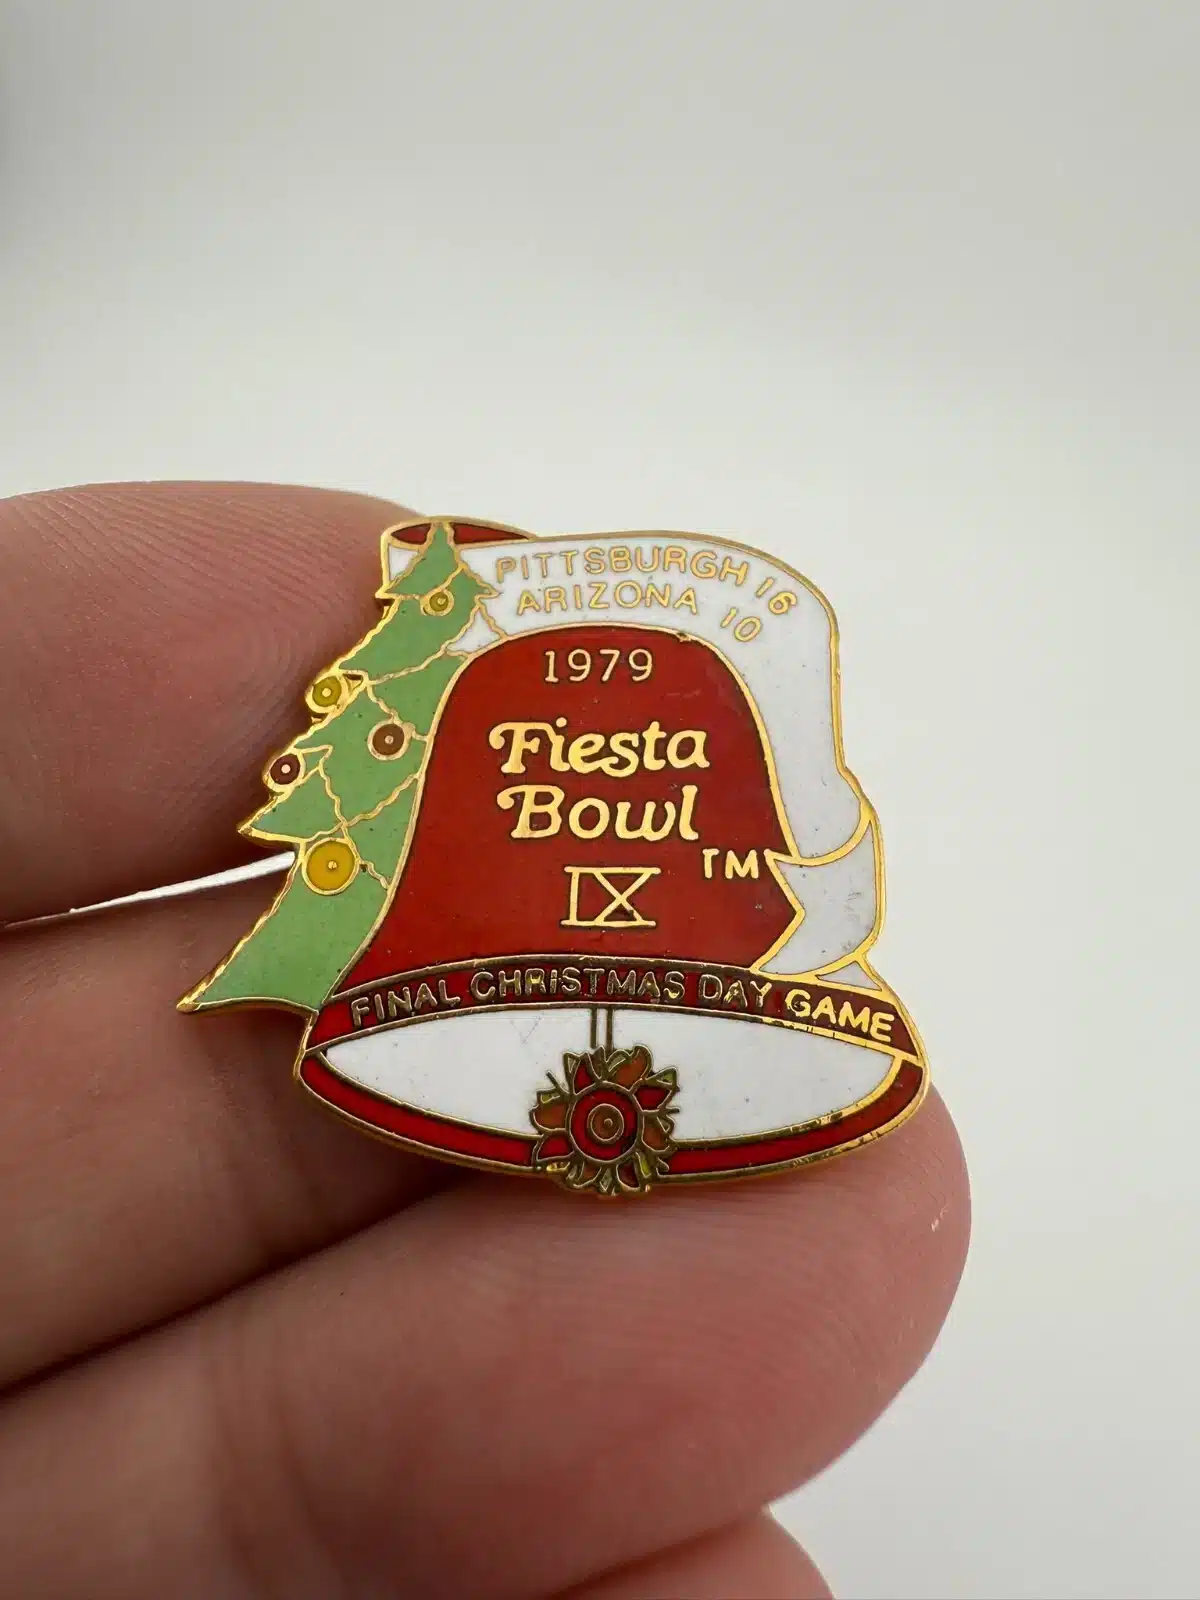 PITTSBURGH 16
ARIZONA 10
1979
Fiesta
Bowl
TM
IX
FINAL CHRISTMAS DAY GAME